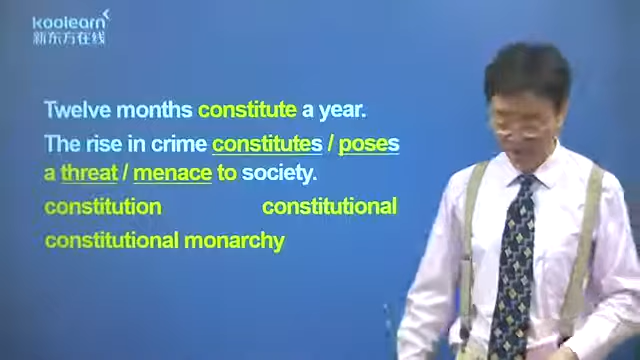 koolearn
新东方在线
Twelve months constitute a year.
The rise in crime constitutes / poses
a threat / menace to society.
constitution constitutional
constitutional monarchy